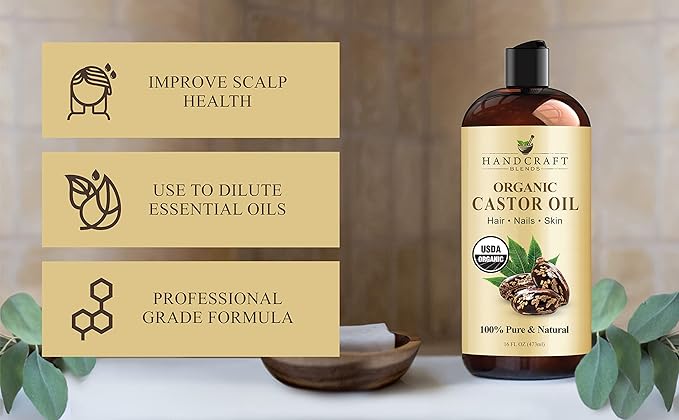 IMPROVE SCALP
HEALTH
USE TO DILUTE
ESSENTIAL OILS
PROFESSIONAL
GRADE FORMULA
HANDCRAFT
BLENDS
ORGANIC
CASTOR OIL
Hair • Nails • Skin
USDA
ORGANIC
100% Pure & Natural
16 FL OZ (473ml)